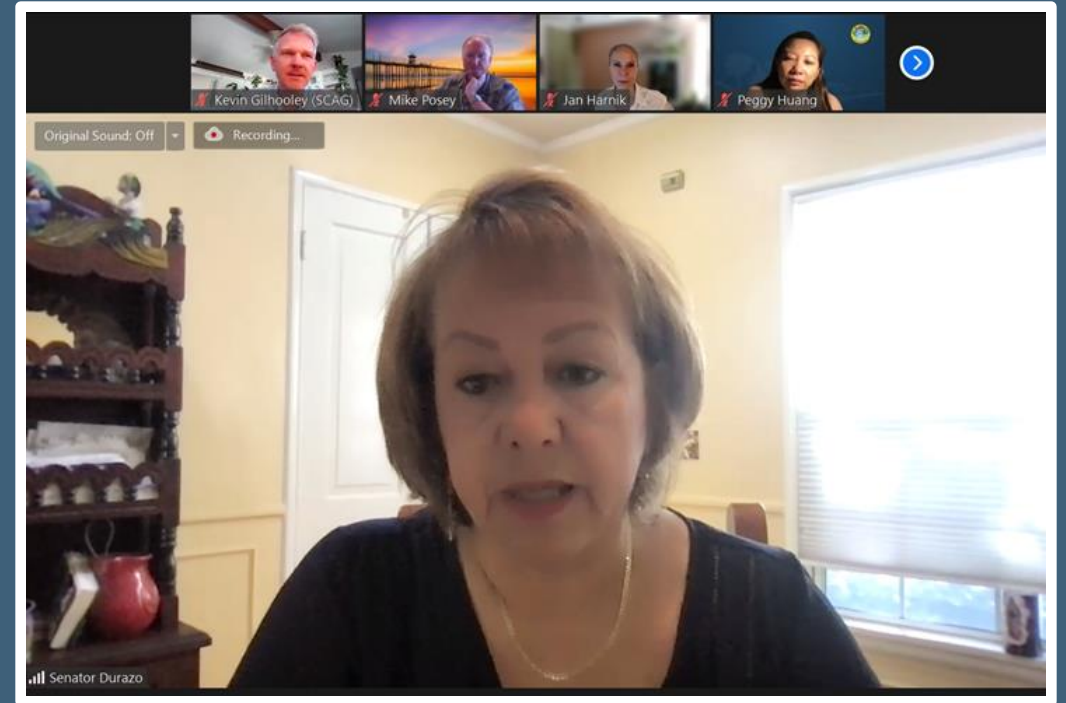 Kevin Gilhooley (SCAG)
Mike Posey
Jan Harnik
Peggy Huang
Original Sound: Off
Recording...
Senator Durazo